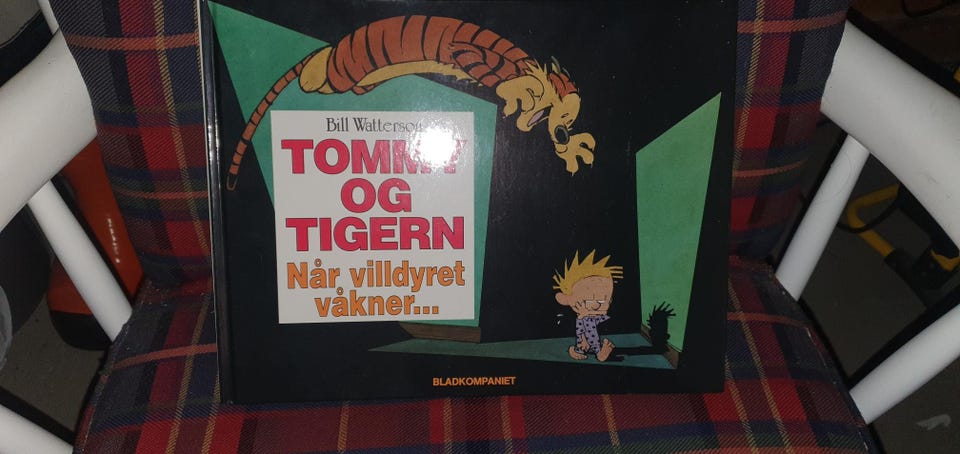 Bill Watterson
TOMMY
OG
TIGERN
Når villdyret
våkner...
BLADKOMPANIET